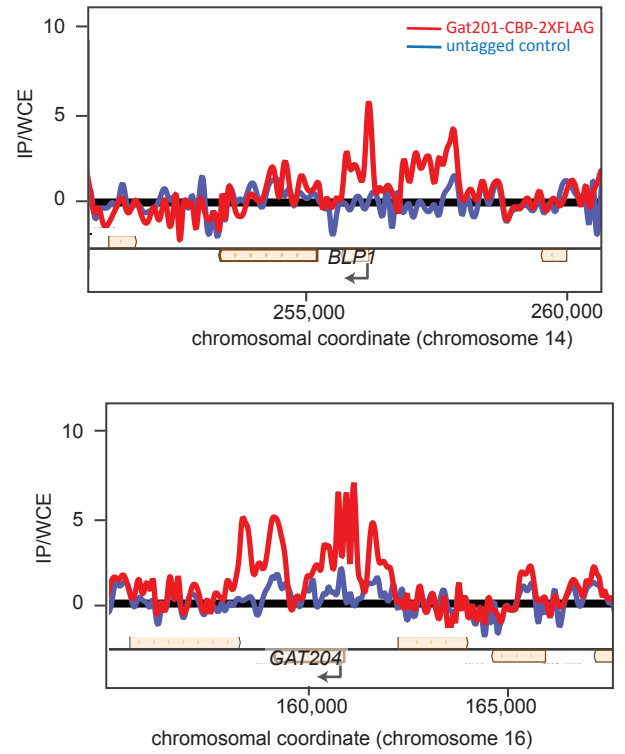 10
Gat201-CBP-2XFLAG
untagged control
5
IP/WCE
0
BLP1
255,000
260,000
chromosomal coordinate (chromosome 14)
10
5
IP/WCE
0
GAT204
160,000
165,000
chromosomal coordinate (chromosome 16)